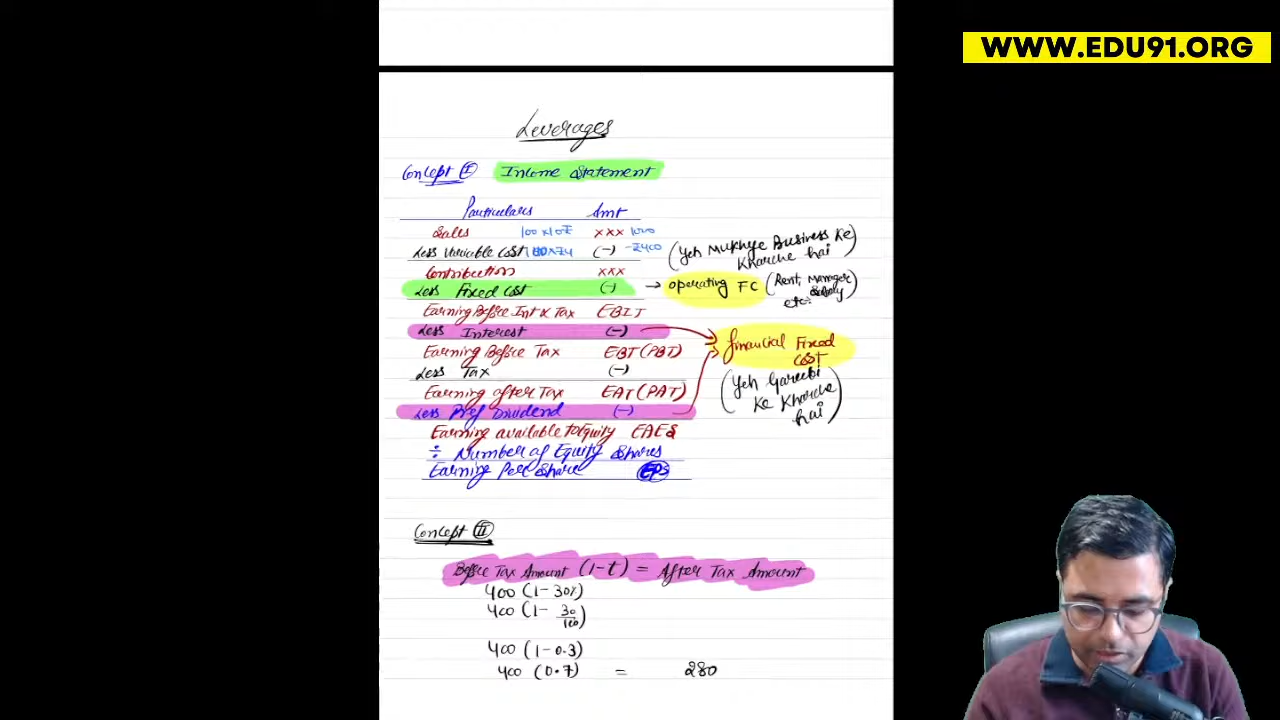 WWW.EDU91.ORG
Leverages
Concept I Income Statement
Particulars Amt
Sales 100 x 10₹ xxx 1000
Less Variable Cost 100 x ₹4 (-) -₹400
Contribution xxx
Less Fixed Cost (-) → operating FC (Rent, Manager Salary etc.
(Yeh Mukhye Business Ke Kharche hai)
Earning Before Int & Tax EBIT
Less Interest (-)
financial Fixed Cost
Earning Before Tax EBT (PBT)
Less Tax (-)
(Yeh Gareebi Ke Kharche hai)
Earning after Tax EAT (PAT)
Less Pref Dividend (-)
Earning available to Equity EAES
÷ Number of Equity Shares
Earning Per Share EPS
Concept II
Before Tax Amount (1-t) = After Tax Amount
400 (1 - 30%)
400 (1 - 30/100)
400 (1 - 0.3)
400 (0.7) = 280